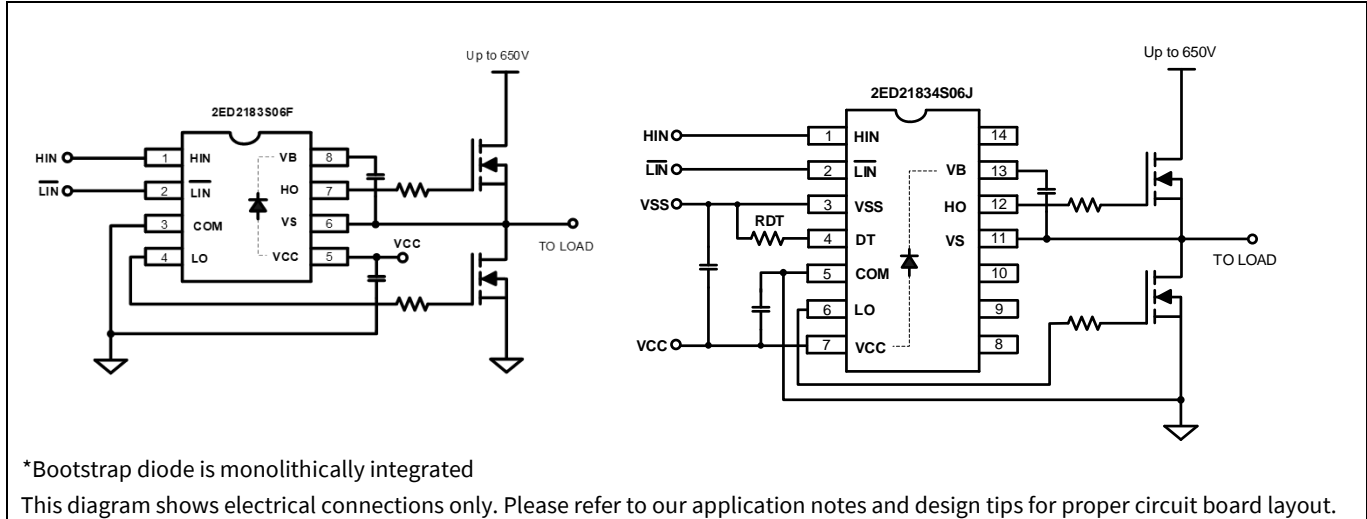 Up to 650V
2ED2183S06F
HIN
1
HIN
VB
8
LIN
2
LIN
HO
7
3
COM
VS
6
4
LO
VCC
5
VCC
TO LOAD
Up to 650V
2ED21834S06J
HIN
1
HIN
14
LIN
2
LIN
VB
13
VSS
3
VSS
HO
12
RDT
4
DT
VS
11
TO LOAD
5
COM
10
6
LO
9
VCC
7
VCC
8
*Bootstrap diode is monolithically integrated
This diagram shows electrical connections only. Please refer to our application notes and design tips for proper circuit board layout.